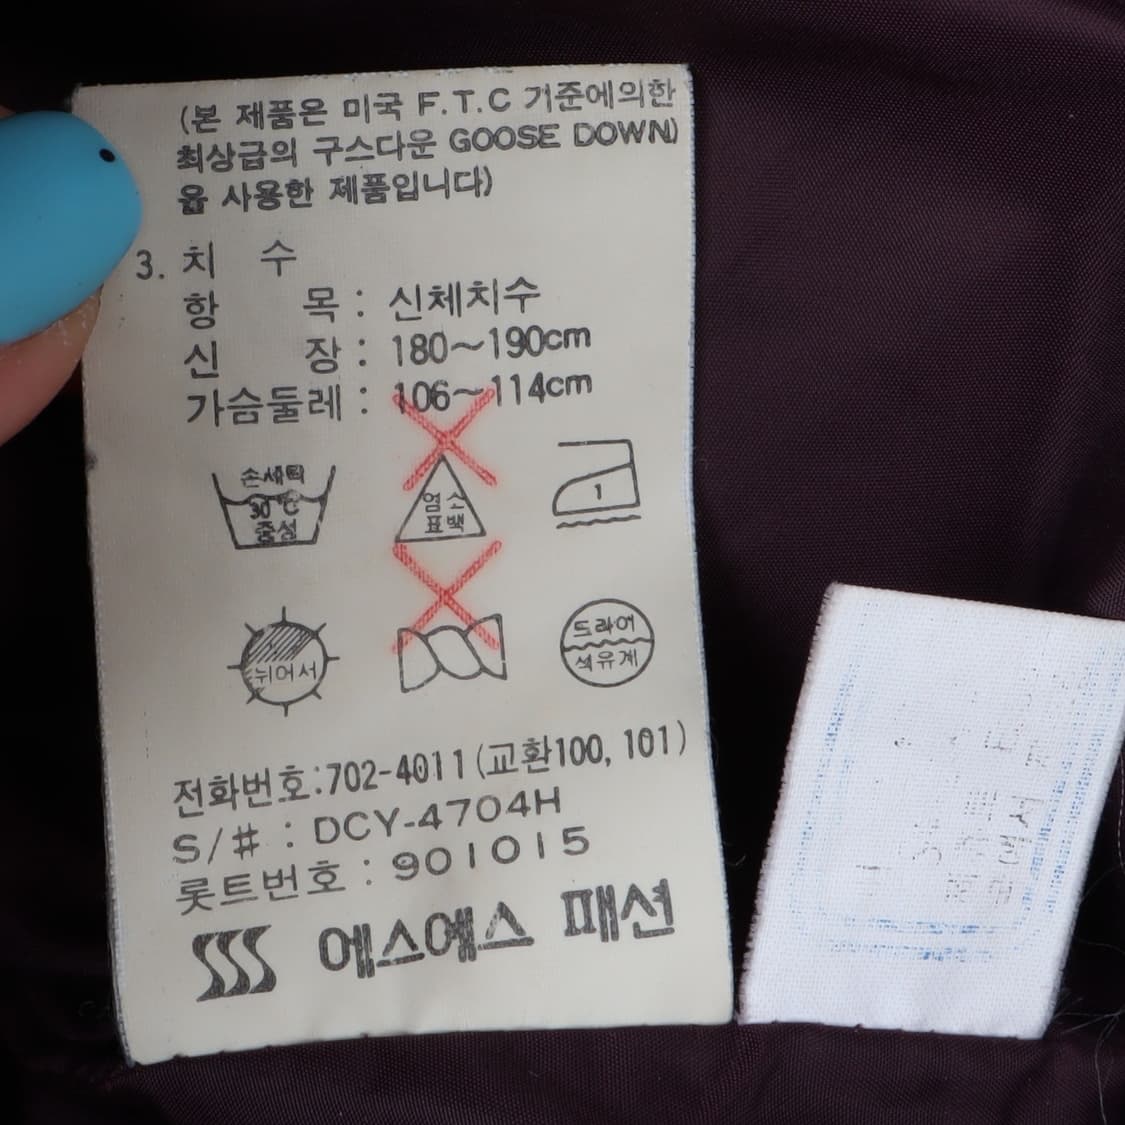 (본 제품은 미국 F.T.C 기준에의한
최상급의 구스다운 GOOSE DOWN)
읍 사용한 제품입니다)
3. 치 수
항 목 : 신체치수
신 장 : 180~190cm
가슴둘레 : 106~114cm
손세탁
30℃
중성
염소
표백
1
뉘어서
드라이
석유계
전화번호:702-4011(교환100, 101)
S/# : DCY-4704H
롯트번호 : 901015
SSS 에스에스 패션